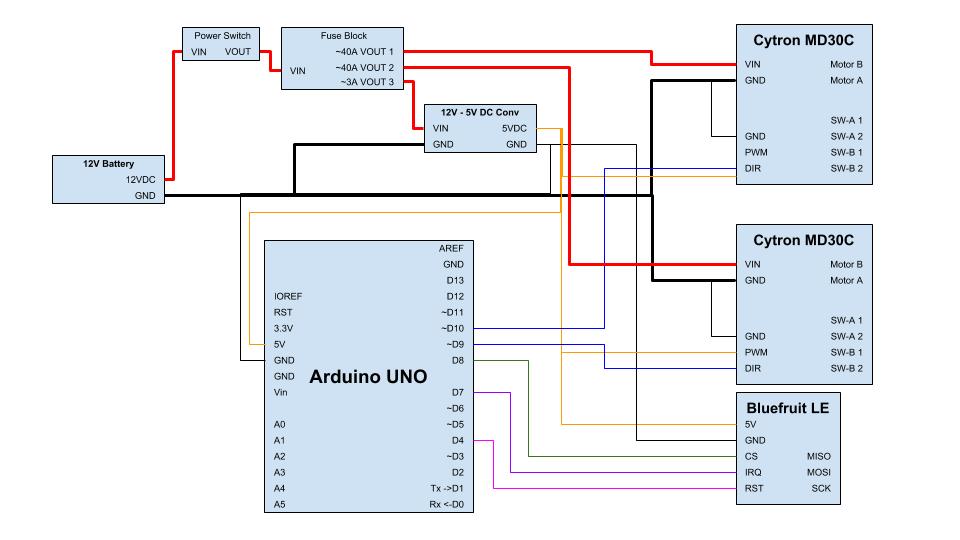 Power Switch
VIN VOUT
Fuse Block
~40A VOUT 1
~40A VOUT 2
VIN
~3A VOUT 3
12V - 5V DC Conv
VIN 5VDC
GND GND
12V Battery
12VDC
GND
Cytron MD30C
VIN Motor B
GND Motor A
SW-A 1
GND SW-A 2
PWM SW-B 1
DIR SW-B 2
Cytron MD30C
VIN Motor B
GND Motor A
SW-A 1
GND SW-A 2
PWM SW-B 1
DIR SW-B 2
AREF
GND
D13
IOREF D12
RST ~D11
3.3V ~D10
5V ~D9
GND D8
GND
Arduino UNO
Vin D7
~D6
A0 ~D5
A1 D4
A2 ~D3
A3 D2
A4 Tx ->D1
A5 Rx <-D0
Bluefruit LE
5V
GND
CS MISO
IRQ MOSI
RST SCK